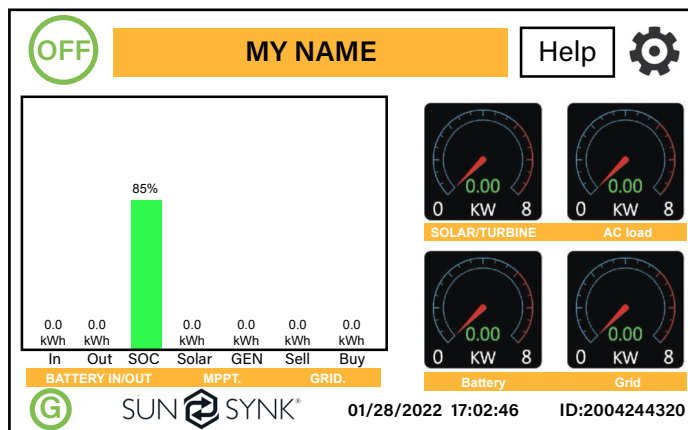 OFF
MY NAME
Help
85%
0.0 0.0 0.0 0.0 0.0 0.0
kWh kWh kWh kWh kWh kWh
In Out SOC Solar GEN Sell Buy
BATTERY IN/OUT MPPT. GRID.
0.00
0 KW 8
SOLAR/TURBINE
0.00
0 KW 8
AC load
0.00
0 KW 8
Battery
0.00
0 KW 8
Grid
G
SUN SYNK®
01/28/2022 17:02:46
ID:2004244320